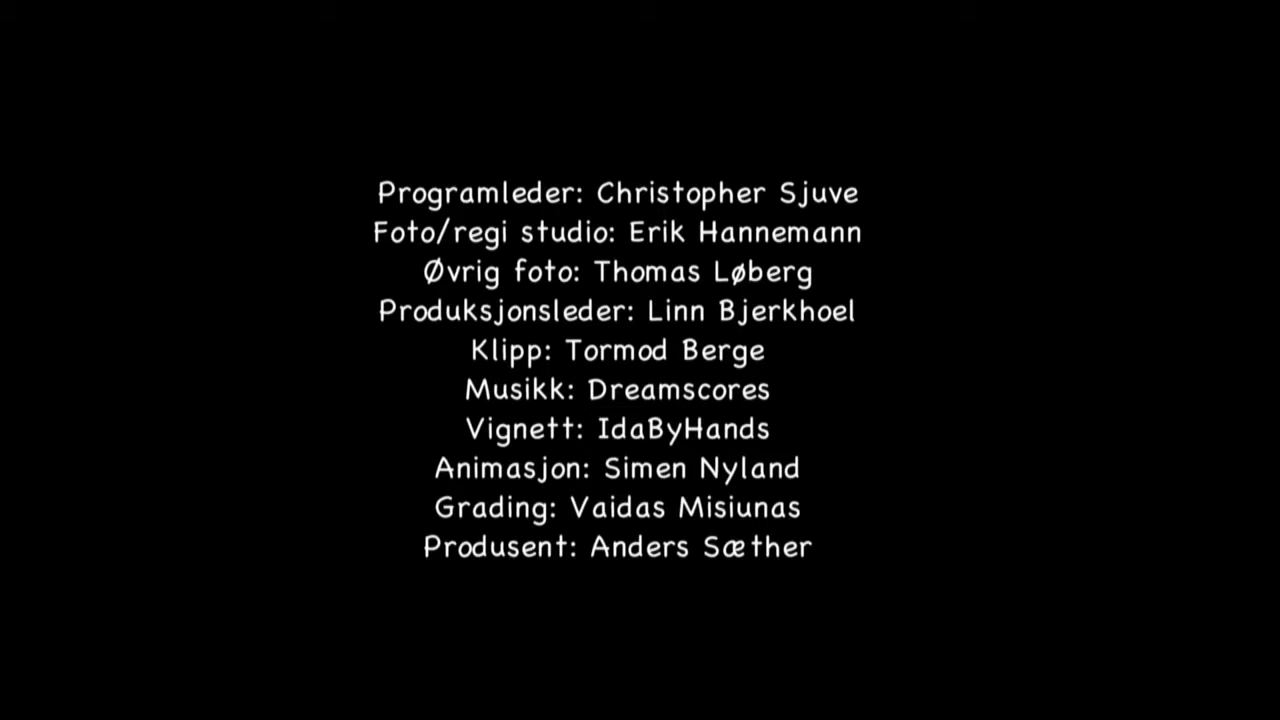 Programleder: Christopher Sjuve
Foto/regi studio: Erik Hannemann
Øvrig foto: Thomas Løberg
Produksjonsleder: Linn Bjerkhoel
Klipp: Tormod Berge
Musikk: Dreamscores
Vignett: IdaByHands
Animasjon: Simen Nyland
Grading: Vaidas Misiunas
Produsent: Anders Sæther